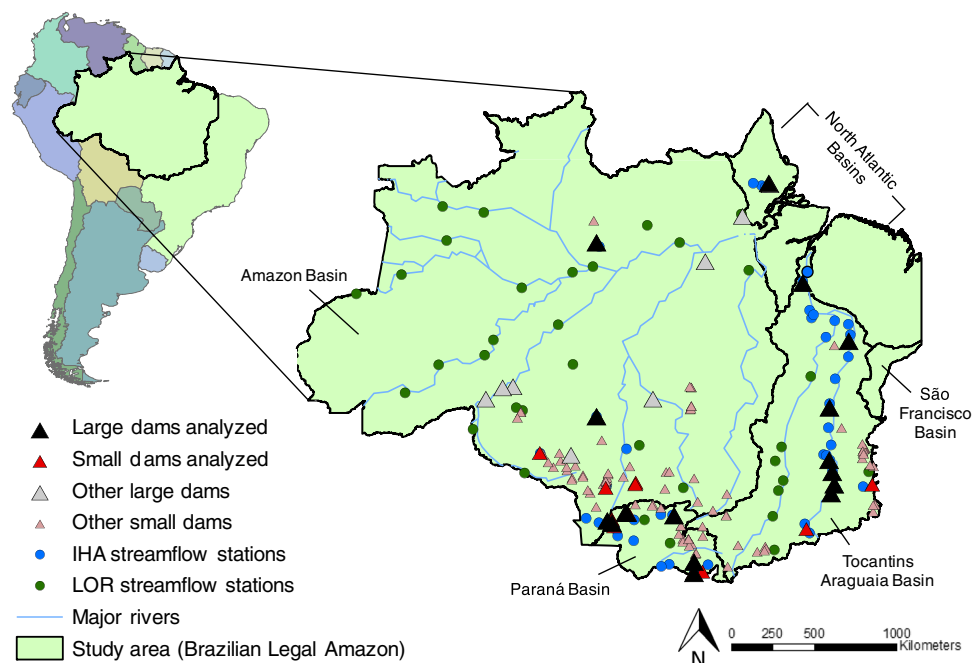 North Atlantic
Basins
Amazon Basin
São
Francisco
Basin
Large dams analyzed
Small dams analyzed
Other large dams
Other small dams
IHA streamflow stations
LOR streamflow stations
Major rivers
Study area (Brazilian Legal Amazon)
Paraná Basin
Tocantins
Araguaia Basin
N
0 250 500 1000
Kilometers